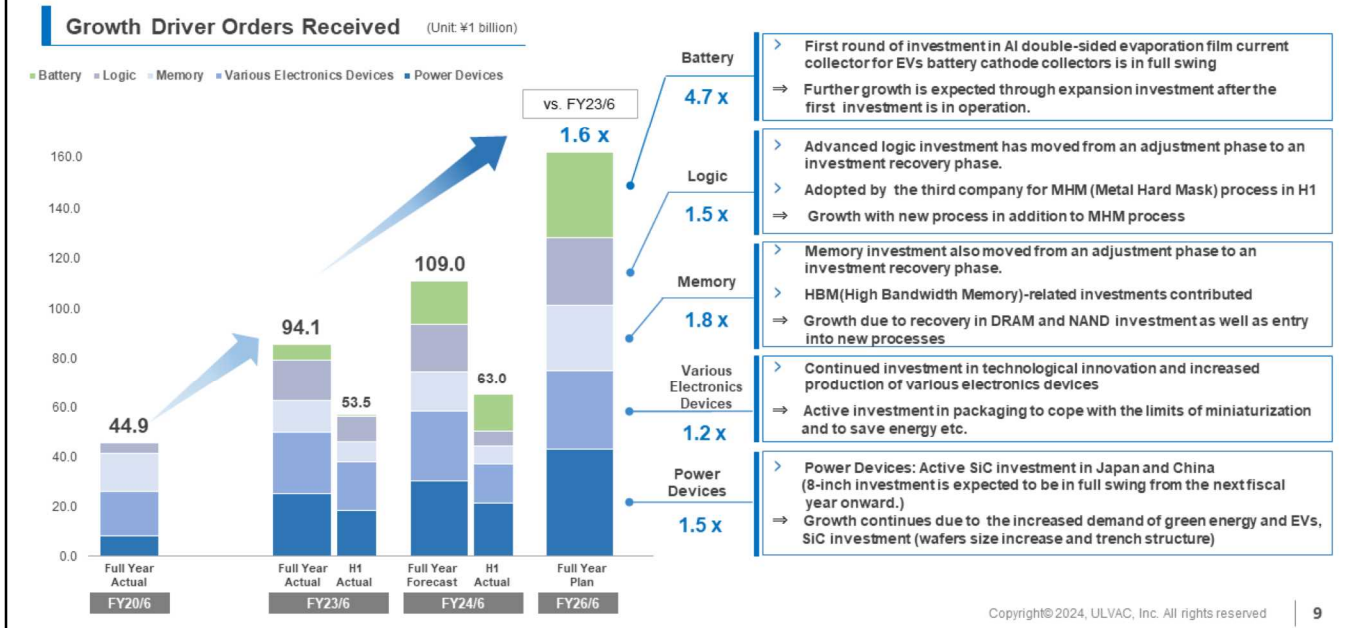 Growth Driver Orders Received (Unit: ¥1 billion)
Battery Logic Memory Various Electronics Devices Power Devices
vs. FY23/6
1.6 x
160.0
140.0
120.0
100.0
80.0
60.0
40.0
20.0
0.0
44.9
94.1
53.5
109.0
63.0
Full Year
Actual
FY20/6
Full Year
Actual
H1
Actual
FY23/6
Full Year
Forecast
H1
Actual
FY24/6
Full Year
Plan
FY26/6
Battery
4.7 x
> First round of investment in Al double-sided evaporation film current
collector for EVs battery cathode collectors is in full swing
⇒ Further growth is expected through expansion investment after the
first investment is in operation.
Logic
1.5 x
> Advanced logic investment has moved from an adjustment phase to an
investment recovery phase.
> Adopted by the third company for MHM (Metal Hard Mask) process in H1
⇒ Growth with new process in addition to MHM process
Memory
1.8 x
> Memory investment also moved from an adjustment phase to an
investment recovery phase.
> HBM(High Bandwidth Memory)-related investments contributed
⇒ Growth due to recovery in DRAM and NAND investment as well as entry
into new processes
Various
Electronics
Devices
1.2 x
> Continued investment in technological innovation and increased
production of various electronics devices
⇒ Active investment in packaging to cope with the limits of miniaturization
and to save energy etc.
Power
Devices
1.5 x
> Power Devices: Active SiC investment in Japan and China
(8-inch investment is expected to be in full swing from the next fiscal
year onward.)
⇒ Growth continues due to the increased demand of green energy and EVs,
SiC investment (wafers size increase and trench structure)
Copyright© 2024, ULVAC, Inc. All rights reserved
9